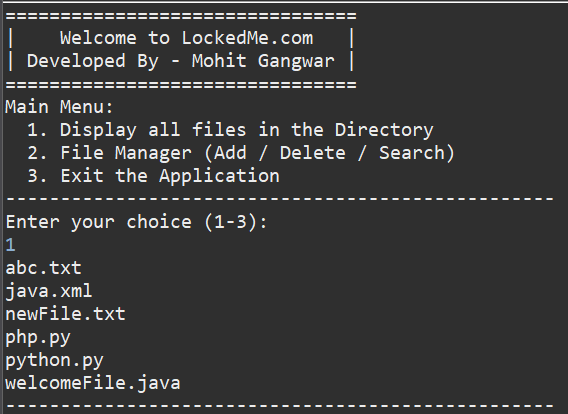 ================================
|    Welcome to LockedMe.com   |
| Developed By - Mohit Gangwar |
================================
Main Menu:
  1. Display all files in the Directory
  2. File Manager (Add / Delete / Search)
  3. Exit the Application
--------------------------------------------------
Enter your choice (1-3):
1
abc.txt
java.xml
newFile.txt
php.py
python.py
welcomeFile.java
--------------------------------------------------